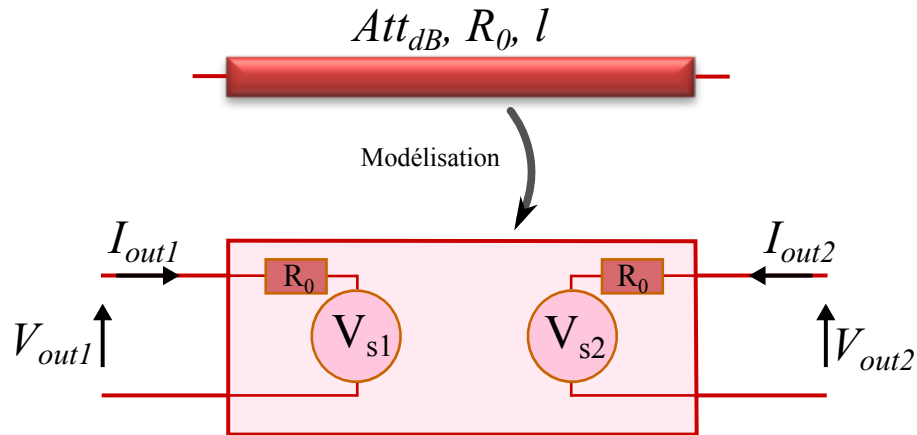 Att_dB, R_0, l
Modélisation
I_out1
I_out2
R_0
R_0
V_s1
V_s2
V_out1
V_out2